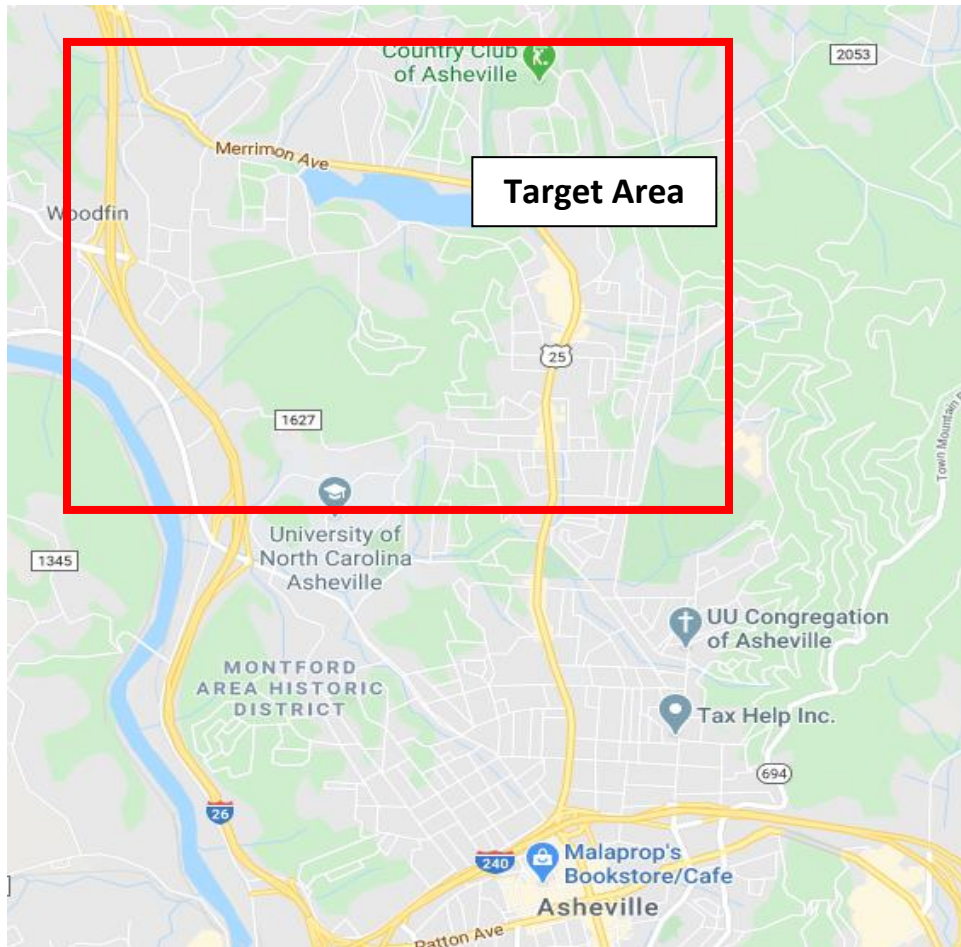 Country Club
of Asheville
2053
Merrimon Ave
Target Area
Woodfin
25
1627
University of
North Carolina
Asheville
1345
UU Congregation
of Asheville
MONTFORD
AREA HISTORIC
DISTRICT
Tax Help Inc.
694
26
240
Malaprop's
Bookstore/Cafe
Asheville
Patton Ave
Town Mountain